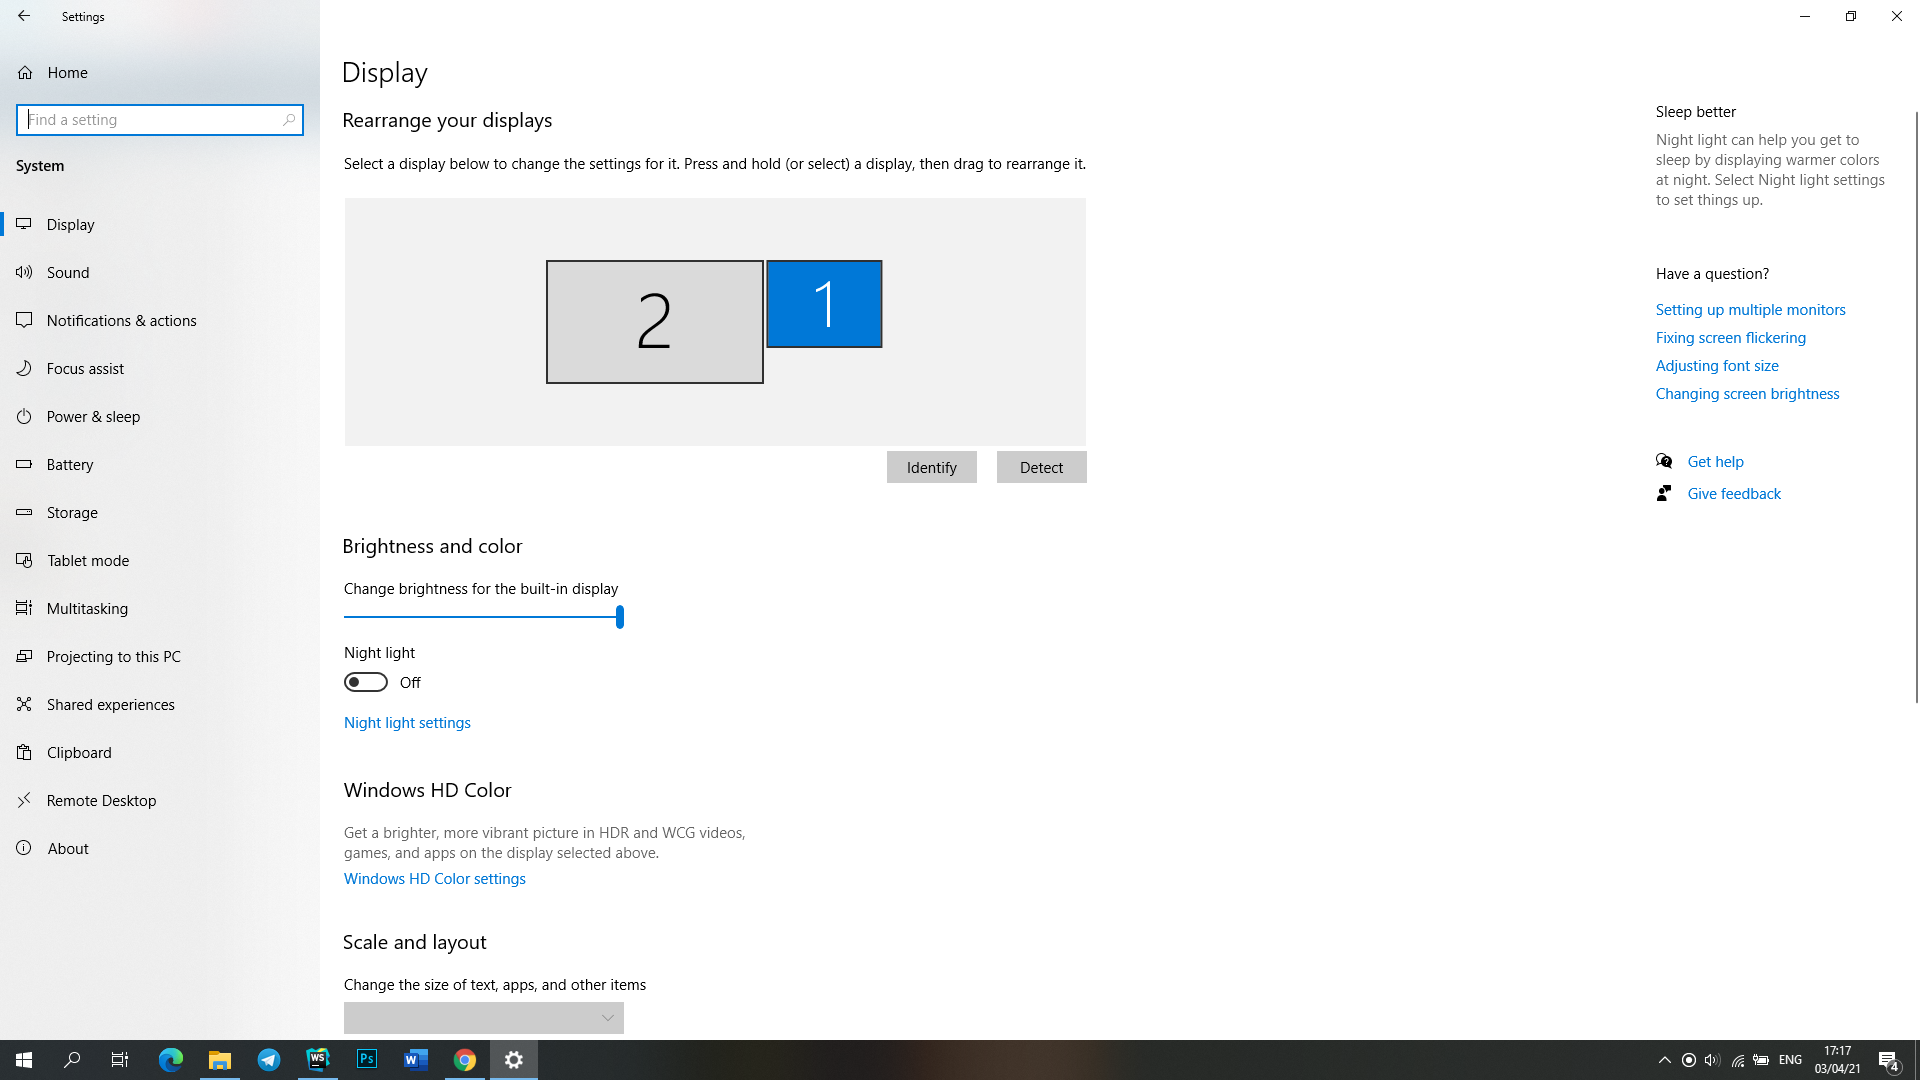 Settings
Home
Find a setting
System
Display
Sound
Notifications & actions
Focus assist
Power & sleep
Battery
Storage
Tablet mode
Multitasking
Projecting to this PC
Shared experiences
Clipboard
Remote Desktop
About
Display
Rearrange your displays
Select a display below to change the settings for it. Press and hold (or select) a display, then drag to rearrange it.
2
1
Identify
Detect
Brightness and color
Change brightness for the built-in display
Night light
Off
Night light settings
Windows HD Color
Get a brighter, more vibrant picture in HDR and WCG videos,
games, and apps on the display selected above.
Windows HD Color settings
Scale and layout
Change the size of text, apps, and other items
Sleep better
Night light can help you get to
sleep by displaying warmer colors
at night. Select Night light settings
to set things up.
Have a question?
Setting up multiple monitors
Fixing screen flickering
Adjusting font size
Changing screen brightness
Get help
Give feedback
WS
Ps
W
ENG
17:17
03/04/21
4